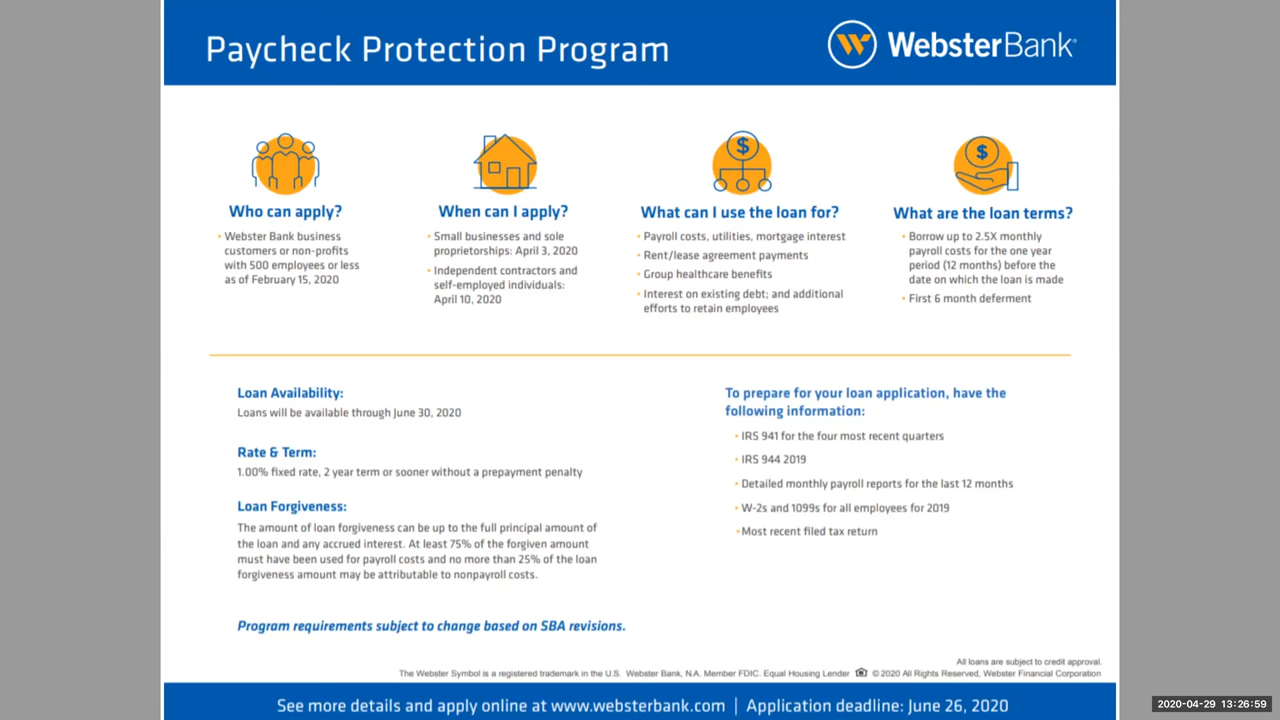 Paycheck Protection Program
W WebsterBank®
$
$
Who can apply?
• Webster Bank business
customers or non-profits
with 500 employees or less
as of February 15, 2020
When can I apply?
• Small businesses and sole
proprietorships: April 3, 2020
• Independent contractors and
self-employed individuals:
April 10, 2020
What can I use the loan for?
• Payroll costs, utilities, mortgage interest
• Rent/lease agreement payments
• Group healthcare benefits
• Interest on existing debt; and additional
efforts to retain employees
What are the loan terms?
• Borrow up to 2.5X monthly
payroll costs for the one year
period (12 months) before the
date on which the loan is made
• First 6 month deferment
Loan Availability:
Loans will be available through June 30, 2020
Rate & Term:
1.00% fixed rate, 2 year term or sooner without a prepayment penalty
Loan Forgiveness:
The amount of loan forgiveness can be up to the full principal amount of
the loan and any accrued interest. At least 75% of the forgiven amount
must have been used for payroll costs and no more than 25% of the loan
forgiveness amount may be attributable to nonpayroll costs.
Program requirements subject to change based on SBA revisions.
To prepare for your loan application, have the
following information:
• IRS 941 for the four most recent quarters
• IRS 944 2019
• Detailed monthly payroll reports for the last 12 months
• W-2s and 1099s for all employees for 2019
• Most recent filed tax return
All loans are subject to credit approval.
The Webster Symbol is a registered trademark in the U.S. Webster Bank, N.A. Member FDIC. Equal Housing Lender © 2020 All Rights Reserved, Webster Financial Corporation
See more details and apply online at www.websterbank.com | Application deadline: June 26, 2020
2020-04-29 13:26:59